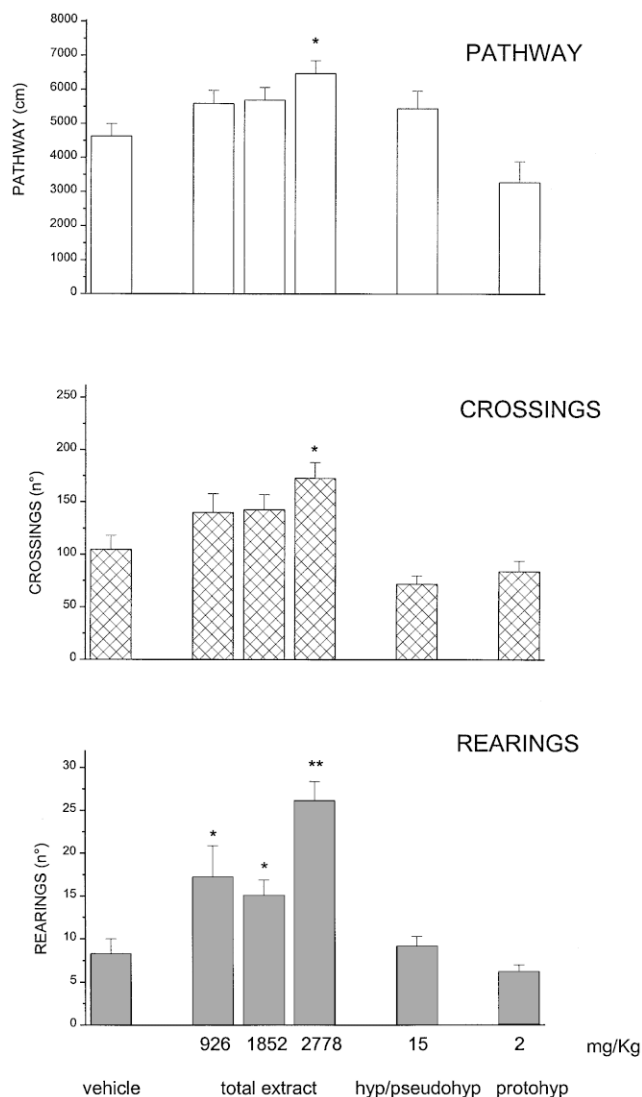 8000
7000
6000
5000
4000
3000
2000
1000
0
PATHWAY (cm)
*
PATHWAY
250
200
150
100
50
0
CROSSINGS (n°)
*
CROSSINGS
30
25
20
15
10
5
0
REARINGS (n°)
* * **
REARINGS
926 1852 2778 15 2 mg/Kg
vehicle total extract hyp/pseudohyp protohyp